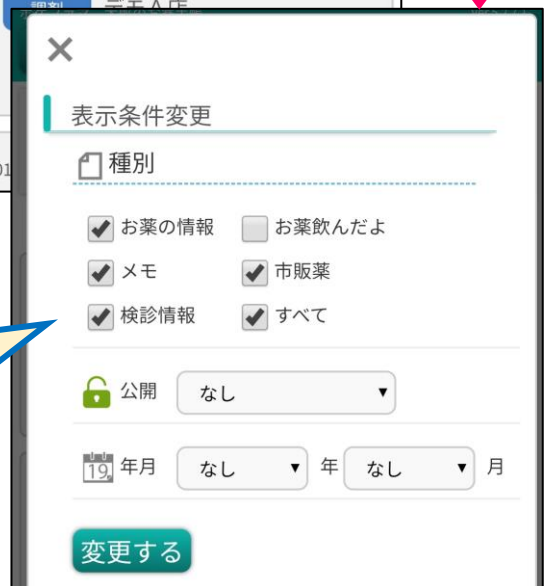 表示条件変更
種別
お薬の情報 お薬飲んだよ
メモ 市販薬
検診情報 すべて
公開 なし
19 年月 なし 年 なし 月
変更する